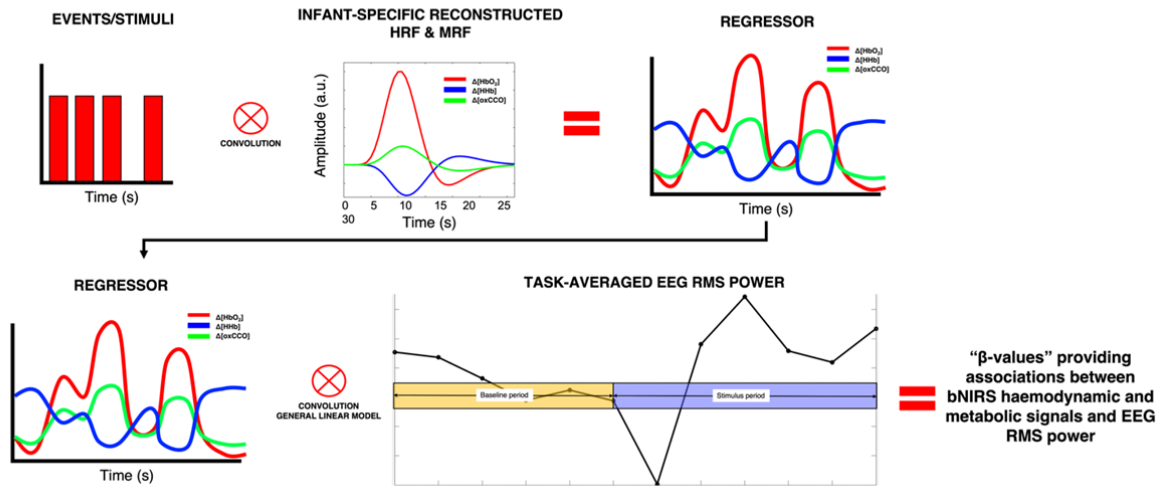 EVENTS/STIMULI
Time (s)
CONVOLUTION
INFANT-SPECIFIC RECONSTRUCTED
HRF & MRF
Amplitude (a.u.)
Δ[HbO₂]
Δ[HHb]
Δ[oxCCO]
0 5 10 15 20 25
30
Time (s)
REGRESSOR
Δ[HbO₂]
Δ[HHb]
Δ[oxCCO]
Time (s)
REGRESSOR
Δ[HbO₂]
Δ[HHb]
Δ[oxCCO]
Time (s)
CONVOLUTION
GENERAL LINEAR MODEL
TASK-AVERAGED EEG RMS POWER
Baseline period
Stimulus period
“β-values” providing
associations between
bNIRS haemodynamic and
metabolic signals and EEG
RMS power